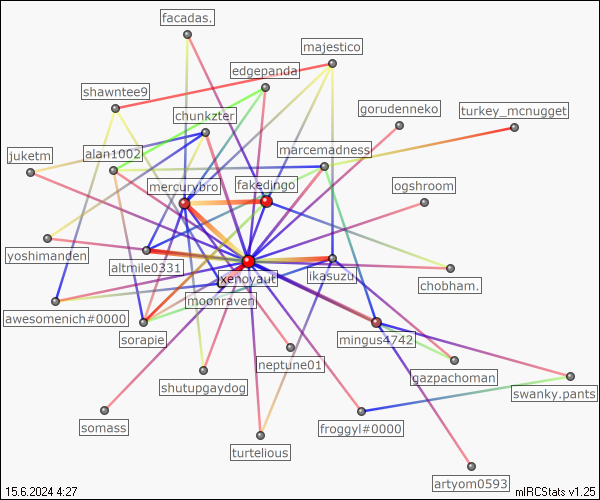 facadas.
majestico
edgepanda
shawntee9
chunkzter
gorudenneko
turkey_mcnugget
juketm
alan1002
marcemadness
mercurybro
fakedingo
ogshroom
yoshimanden
altmile0331
xenoyaut
ikasuzu
chobham.
moonraven
awesomenich#0000
sorapie
mingus4742
neptune01
gazpachoman
shutupgaydog
swanky.pants
somass
froggyl#0000
turtelious
artyom0593
15.6.2024 4:27
mIRCStats v1.25